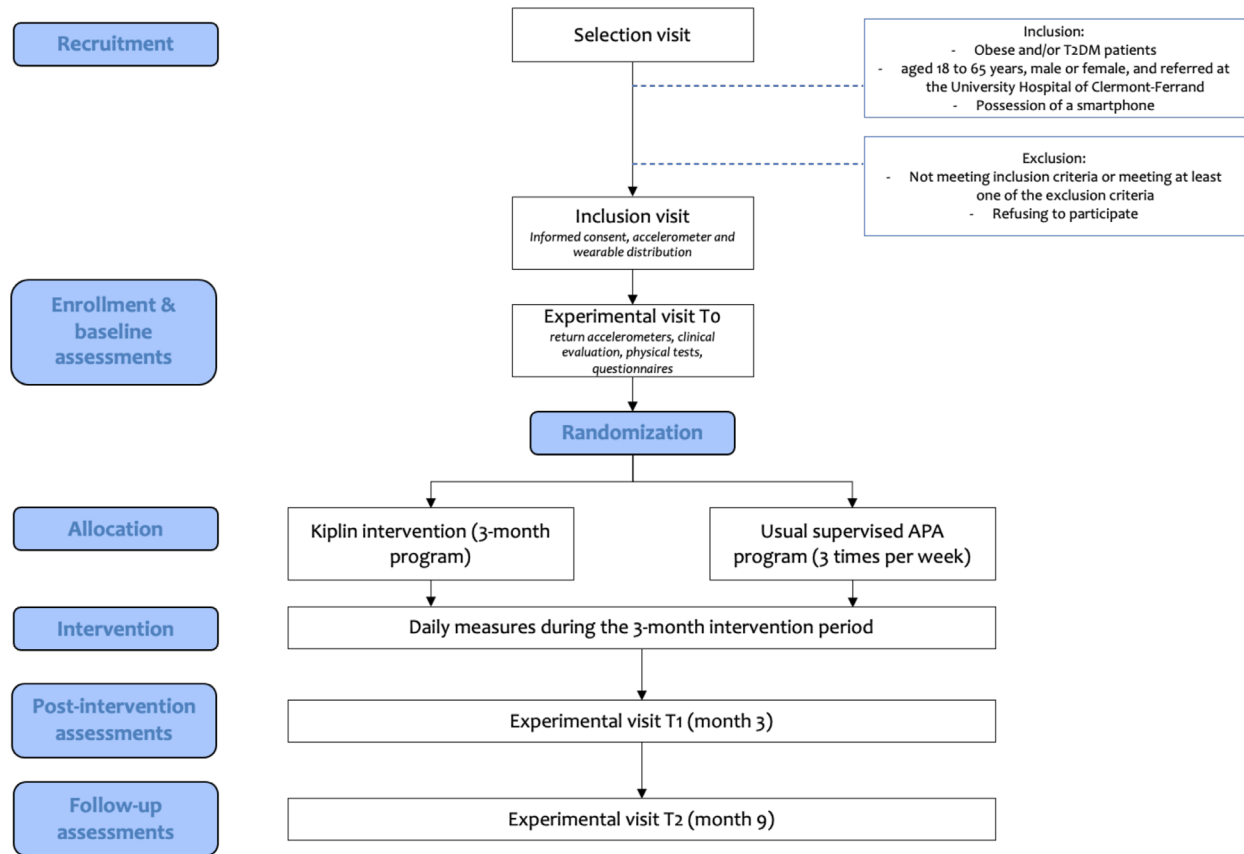 Recruitment
Selection visit
Inclusion:
- Obese and/or T2DM patients
- aged 18 to 65 years, male or female, and referred at
the University Hospital of Clermont-Ferrand
- Possession of a smartphone
Exclusion:
- Not meeting inclusion criteria or meeting at least
one of the exclusion criteria
- Refusing to participate
Inclusion visit
Informed consent, accelerometer and
wearable distribution
Enrollment &
baseline
assessments
Experimental visit T0
return accelerometers, clinical
evaluation, physical tests,
questionnaires
Randomization
Allocation
Kiplin intervention (3-month
program)
Usual supervised APA
program (3 times per week)
Intervention
Daily measures during the 3-month intervention period
Post-intervention
assessments
Experimental visit T1 (month 3)
Follow-up
assessments
Experimental visit T2 (month 9)